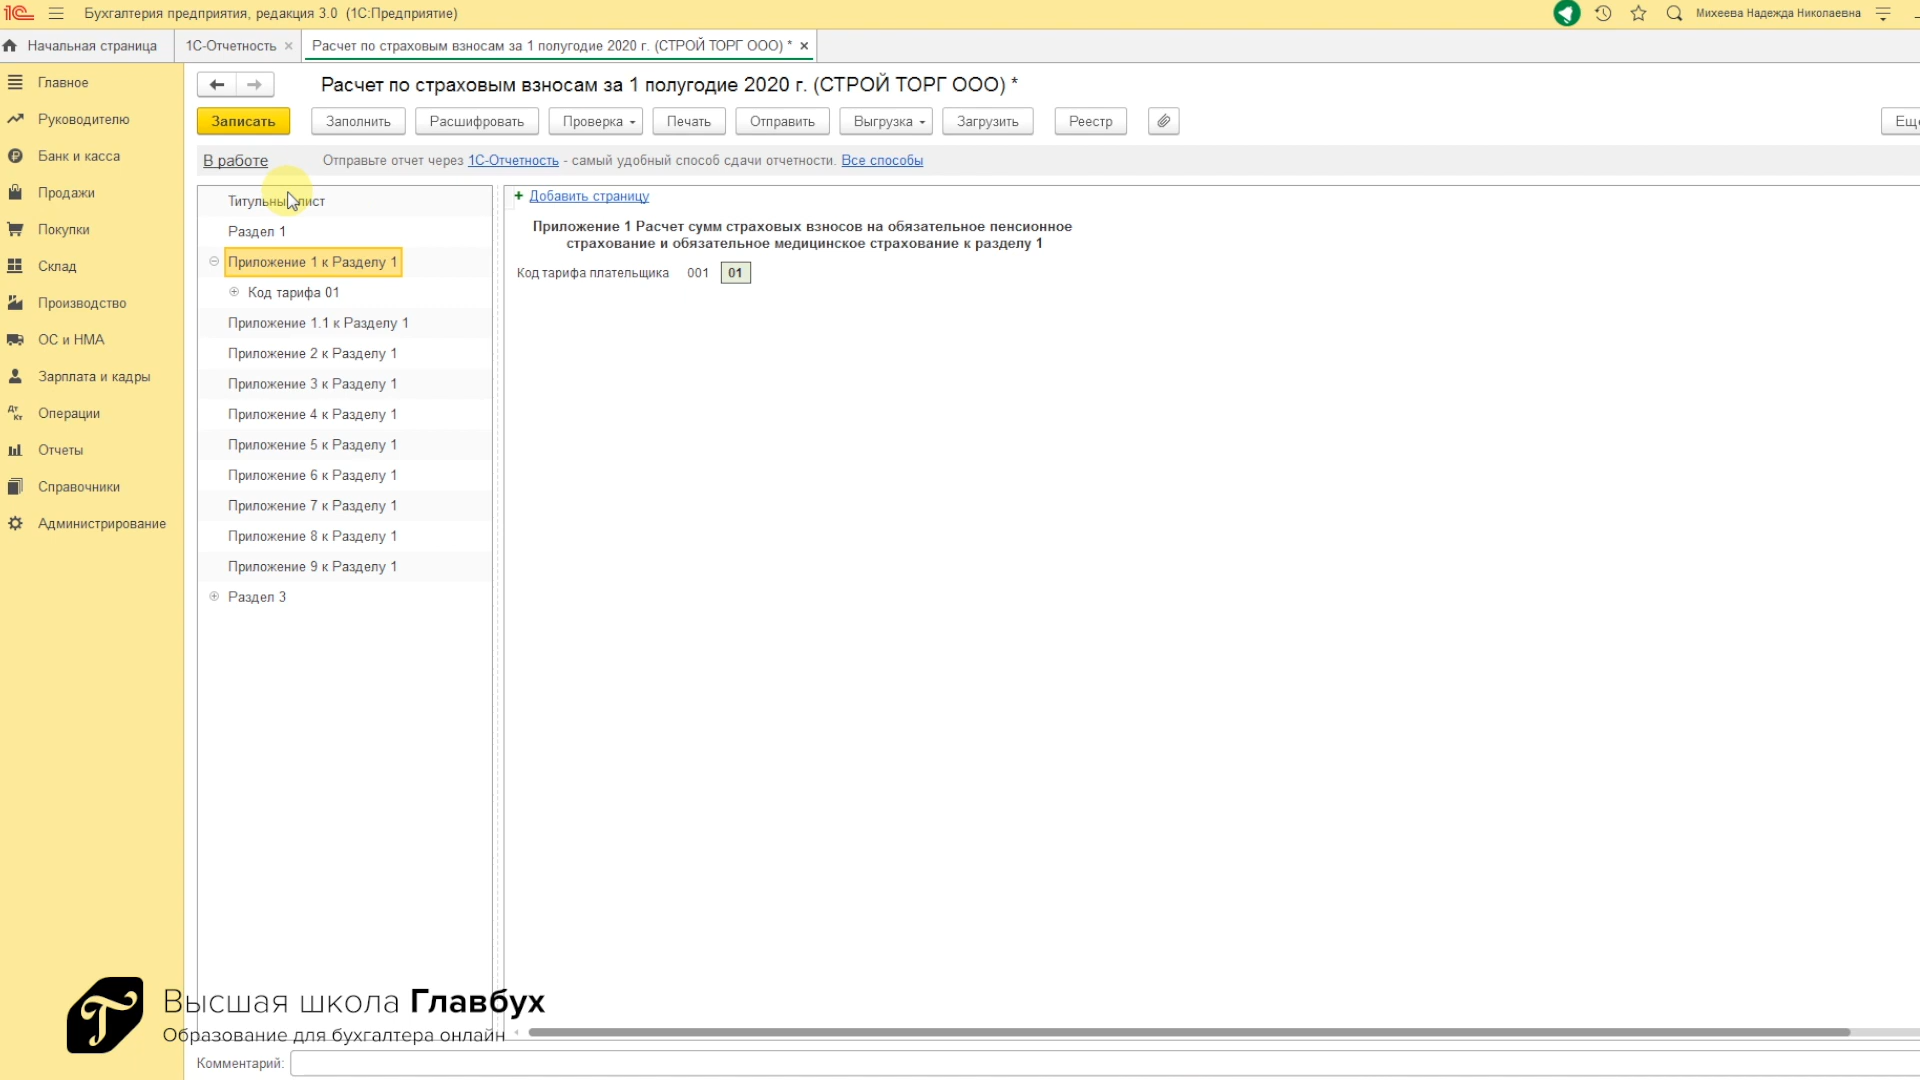 Бухгалтерия предприятия, редакция 3.0 (1С:Предприятие)
Михеева Надежда Николаевна
Начальная страница
1С-Отчетность ×
Расчет по страховым взносам за 1 полугодие 2020 г. (СТРОЙ ТОРГ ООО) * ×
Главное
Руководителю
Банк и касса
Продажи
Покупки
Склад
Производство
ОС и НМА
Зарплата и кадры
Операции
Отчеты
Справочники
Администрирование
Расчет по страховым взносам за 1 полугодие 2020 г. (СТРОЙ ТОРГ ООО) *
Записать
Заполнить
Расшифровать
Проверка
Печать
Отправить
Выгрузка
Загрузить
Реестр
В работе
Отправьте отчет через 1С-Отчетность - самый удобный способ сдачи отчетности. Все способы
Раздел 1
Приложение 1 к Разделу 1
Код тарифа 01
Приложение 1.1 к Разделу 1
Приложение 2 к Разделу 1
Приложение 3 к Разделу 1
Приложение 4 к Разделу 1
Приложение 5 к Разделу 1
Приложение 6 к Разделу 1
Приложение 7 к Разделу 1
Приложение 8 к Разделу 1
Приложение 9 к Разделу 1
Раздел 3
+ Добавить страницу
Приложение 1 Расчет сумм страховых взносов на обязательное пенсионное
страхование и обязательное медицинское страхование к разделу 1
Код тарифа плательщика 001 01
Высшая школа Главбух
Образование для бухгалтера онлайн
Комментарий: